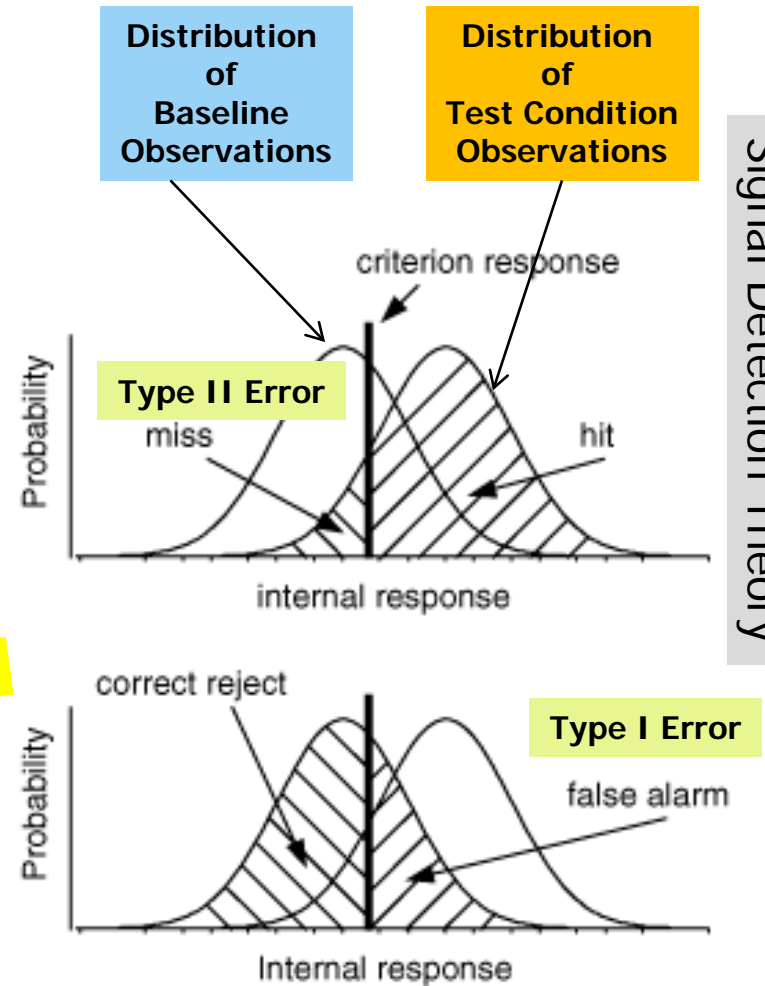 Distribution
of
Baseline
Observations
Distribution
of
Test Condition
Observations
Signal Detection Theory
criterion response
Probability
Type II Error
miss
hit
internal response
correct reject
Probability
Type I Error
false alarm
Internal response